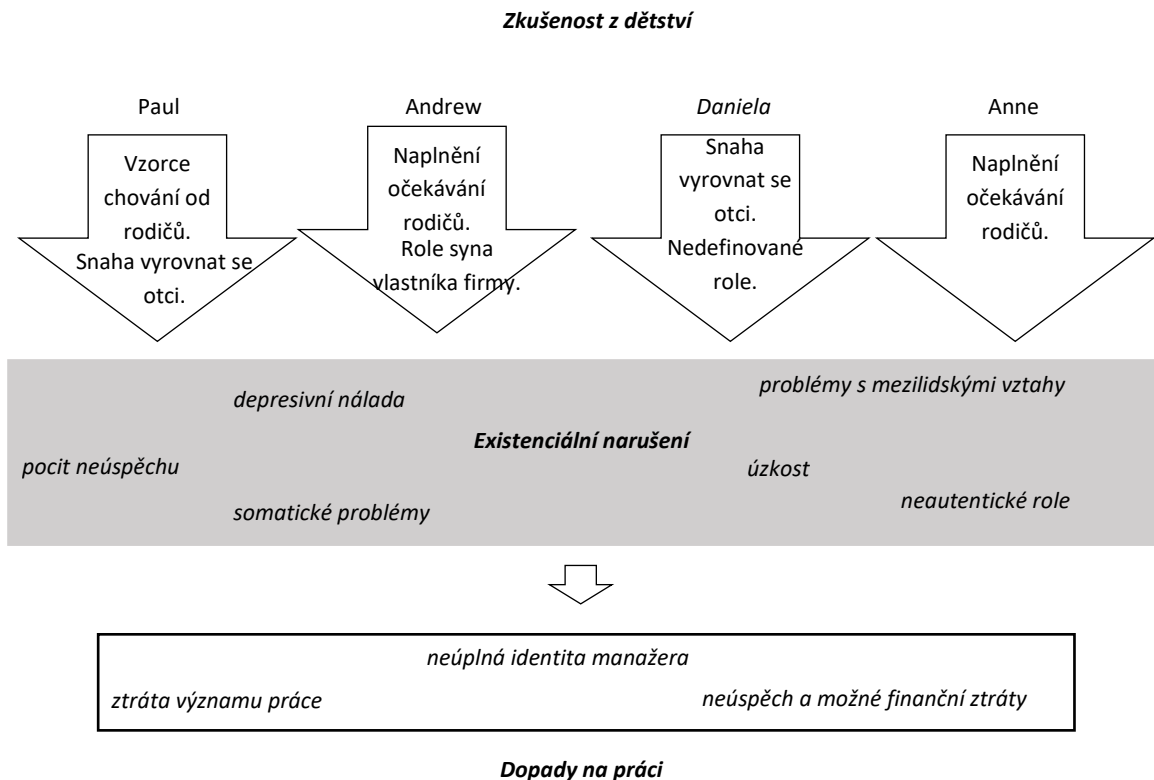 Zkušenost z dětství
Paul
Andrew
Daniela
Anne
Vzorce
chování od
rodičů.
Snaha vyrovnat se
otci.
Naplnění
očekávání
rodičů.
Role syna
vlastníka firmy.
Snaha
vyrovnat se
otci.
Nedefinované
role.
Naplnění
očekávání
rodičů.
depresivní nálada
problémy s mezilidskými vztahy
Existenciální narušení
pocit neúspěchu
úzkost
somatické problémy
neautentické role
neúplná identita manažera
ztráta významu práce
neúspěch a možné finanční ztráty
Dopady na práci